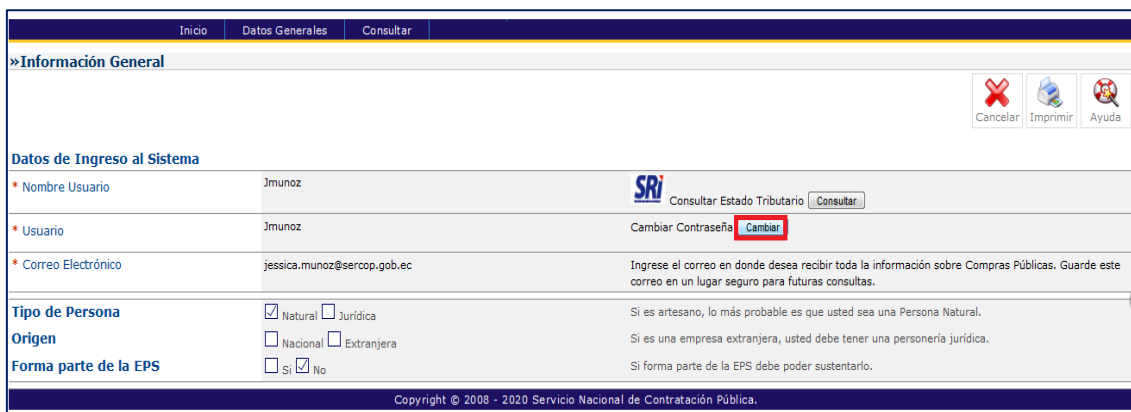 Inicio Datos Generales Consultar
»Información General
Cancelar Imprimir Ayuda
Datos de Ingreso al Sistema
* Nombre Usuario Jmunoz SRi Consultar Estado Tributario Consultar
* Usuario Jmunoz Cambiar Contraseña Cambiar
* Correo Electrónico jessica.munoz@sercop.gob.ec Ingrese el correo en donde desea recibir toda la información sobre Compras Públicas. Guarde este
correo en un lugar seguro para futuras consultas.
Tipo de Persona Natural Jurídica Si es artesano, lo más probable es que usted sea una Persona Natural.
Origen Nacional Extranjera Si es una empresa extranjera, usted debe tener una personería jurídica.
Forma parte de la EPS Si No Si forma parte de la EPS debe poder sustentarlo.
Copyright © 2008 - 2020 Servicio Nacional de Contratación Pública.